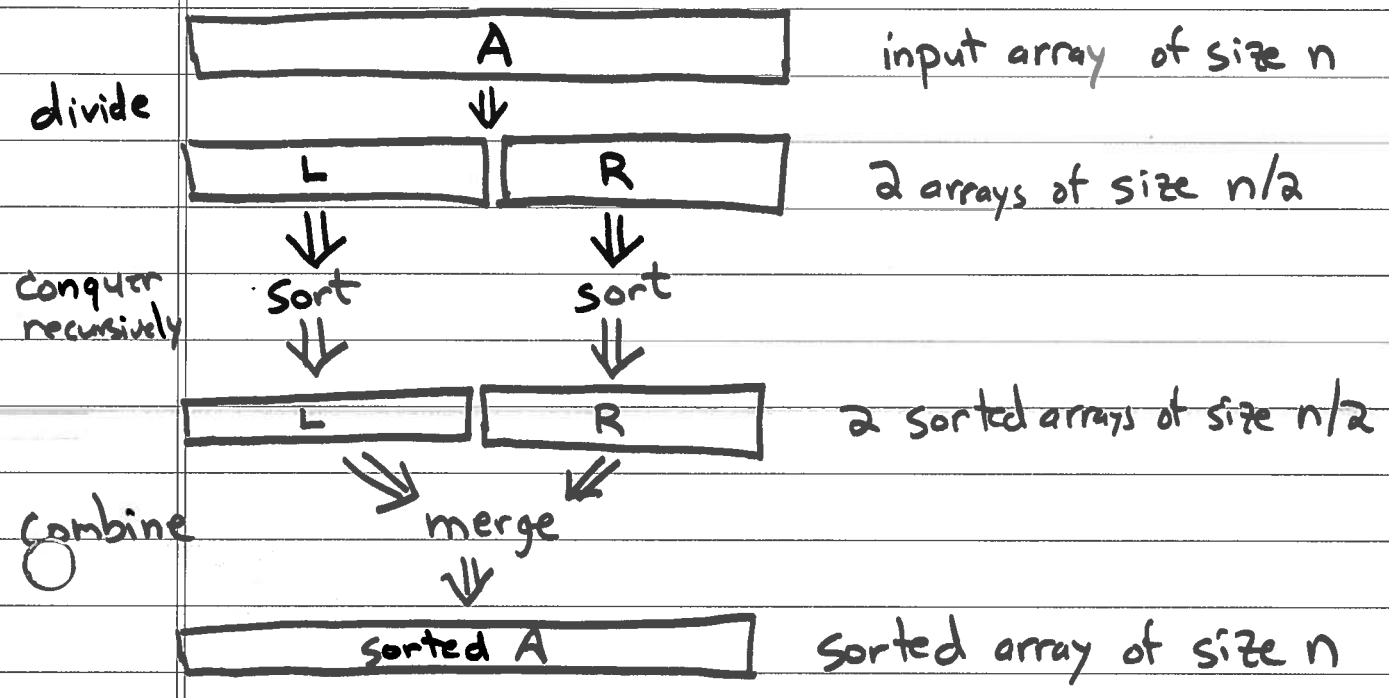 A input array of size n
divide
L R 2 arrays of size n/2
conquer sort sort
recursively
L R 2 sorted arrays of size n/2
combine merge
sorted A sorted array of size n